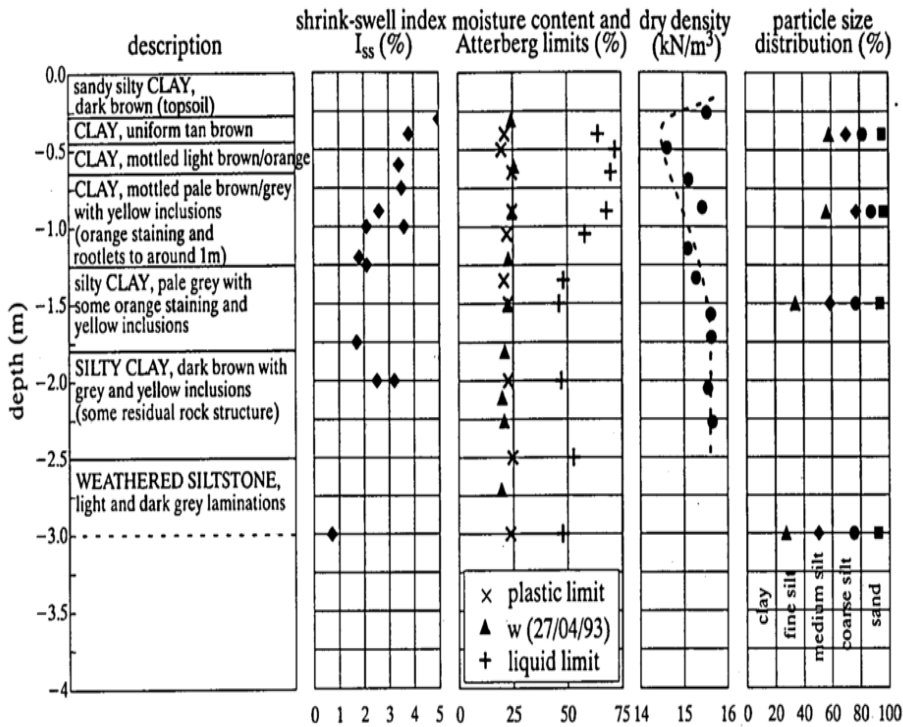 shrink-swell index moisture content and dry density particle size
description I_ss (%) Atterberg limits (%) (kN/m³) distribution (%)
0.0
sandy silty CLAY,
dark brown (topsoil)
CLAY, uniform tan brown
−0.5
CLAY, mottled light brown/orange
CLAY, mottled pale brown/grey
with yellow inclusions
−1.0
(orange staining and
rootlets to around 1m)
silty CLAY, pale grey with
−1.5
some orange staining and
yellow inclusions
depth (m)
SILTY CLAY, dark brown with
−2.0
grey and yellow inclusions
(some residual rock structure)
−2.5
WEATHERED SILTSTONE,
light and dark grey laminations
−3.0
−3.5
−4
plastic limit
w (27/04/93)
liquid limit
clay
fine silt
medium silt
coarse silt
sand
0 1 2 3 4 5 0 25 50 75 14 15 16 0 20 40 60 80 100